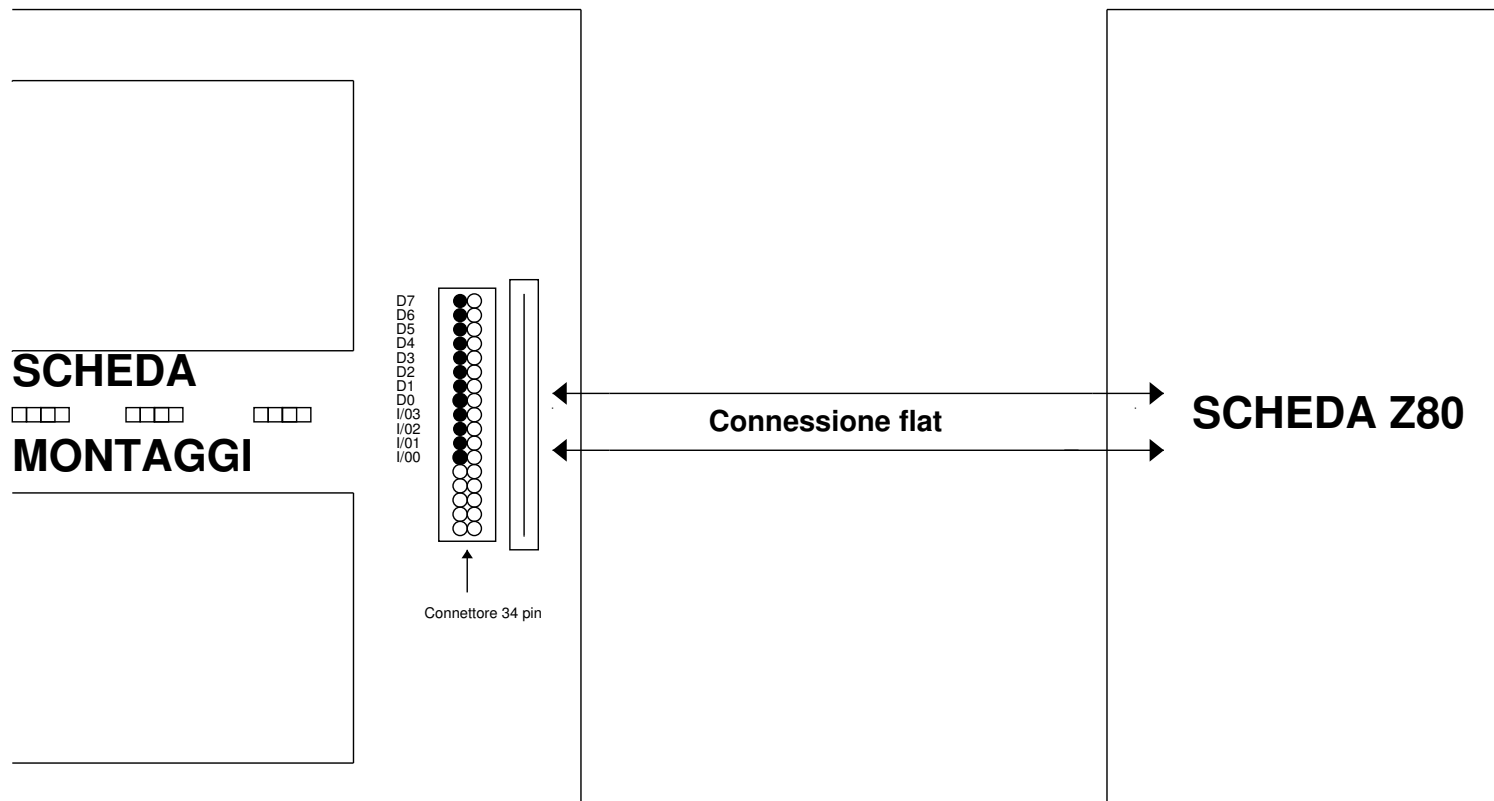 D7
D6
D5
D4
D3
D2
D1
D0
I/03
I/02
I/01
I/00
SCHEDA
MONTAGGI
Connettore 34 pin
Connessione flat
SCHEDA Z80